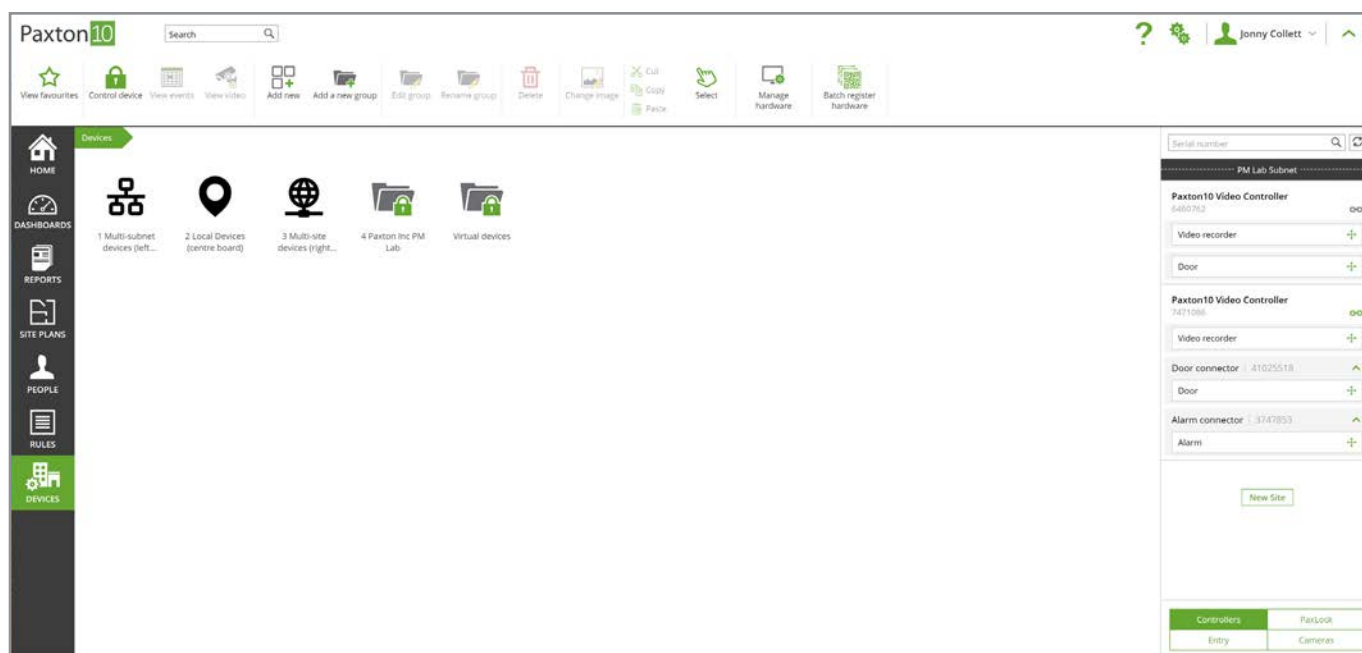 Paxton10
Search
Jonny Collett
View favourites
Control device
View events
View video
Add new
Add a new group
Edit group
Rename group
Delete
Change image
Cut
Copy
Paste
Select
Manage
hardware
Batch register
hardware
HOME
DASHBOARDS
REPORTS
SITE PLANS
PEOPLE
RULES
DEVICES
Devices
1 Multi-subnet
devices (left...
2 Local Devices
(centre board)
3 Multi-site
devices (right...
4 Paxton Inc PM
Lab
Virtual devices
Serial number
PM Lab Subnet
Paxton10 Video Controller
6460762
Video recorder
Door
Paxton10 Video Controller
7471086
Video recorder
Door connector | 41025518
Door
Alarm connector | 3747853
Alarm
New Site
Controllers
PaxLock
Entry
Cameras